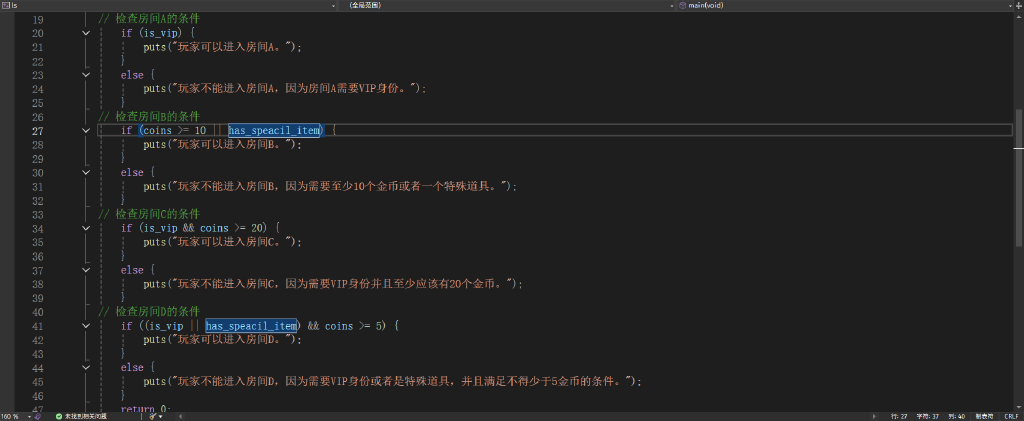 ls (全局范围) main(void)
19 // 检查房间A的条件
20 if (is_vip) {
21 puts("玩家可以进入房间A。");
22 }
23 else {
24 puts("玩家不能进入房间A，因为房间A需要VIP身份。");
25 }
26 // 检查房间B的条件
27 if (coins >= 10 || has_speacil_item) {
28 puts("玩家可以进入房间B。");
29 }
30 else {
31 puts("玩家不能进入房间B，因为需要至少10个金币或者一个特殊道具。");
32 }
33 // 检查房间C的条件
34 if (is_vip && coins >= 20) {
35 puts("玩家可以进入房间C。");
36 }
37 else {
38 puts("玩家不能进入房间C，因为需要VIP身份并且至少应该有20个金币。");
39 }
40 // 检查房间D的条件
41 if ((is_vip || has_speacil_item) && coins >= 5) {
42 puts("玩家可以进入房间D。");
43 }
44 else {
45 puts("玩家不能进入房间D，因为需要VIP身份或者是特殊道具，并且满足不得少于5金币的条件。");
46 }
47 return 0;
160 % 未找到相关问题 行: 27 字符: 37 列: 40 制表符 CRLF